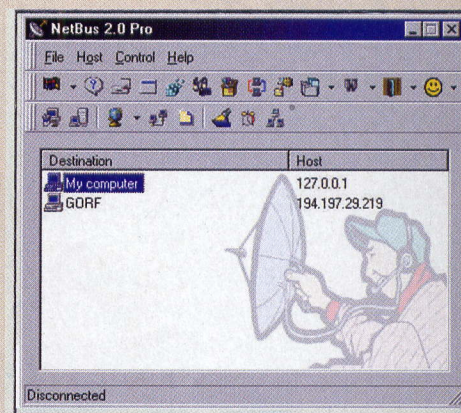 NetBus 2.0 Pro
File Host Control Help
Destination Host
My computer 127.0.0.1
GORF 194.197.29.219
Disconnected